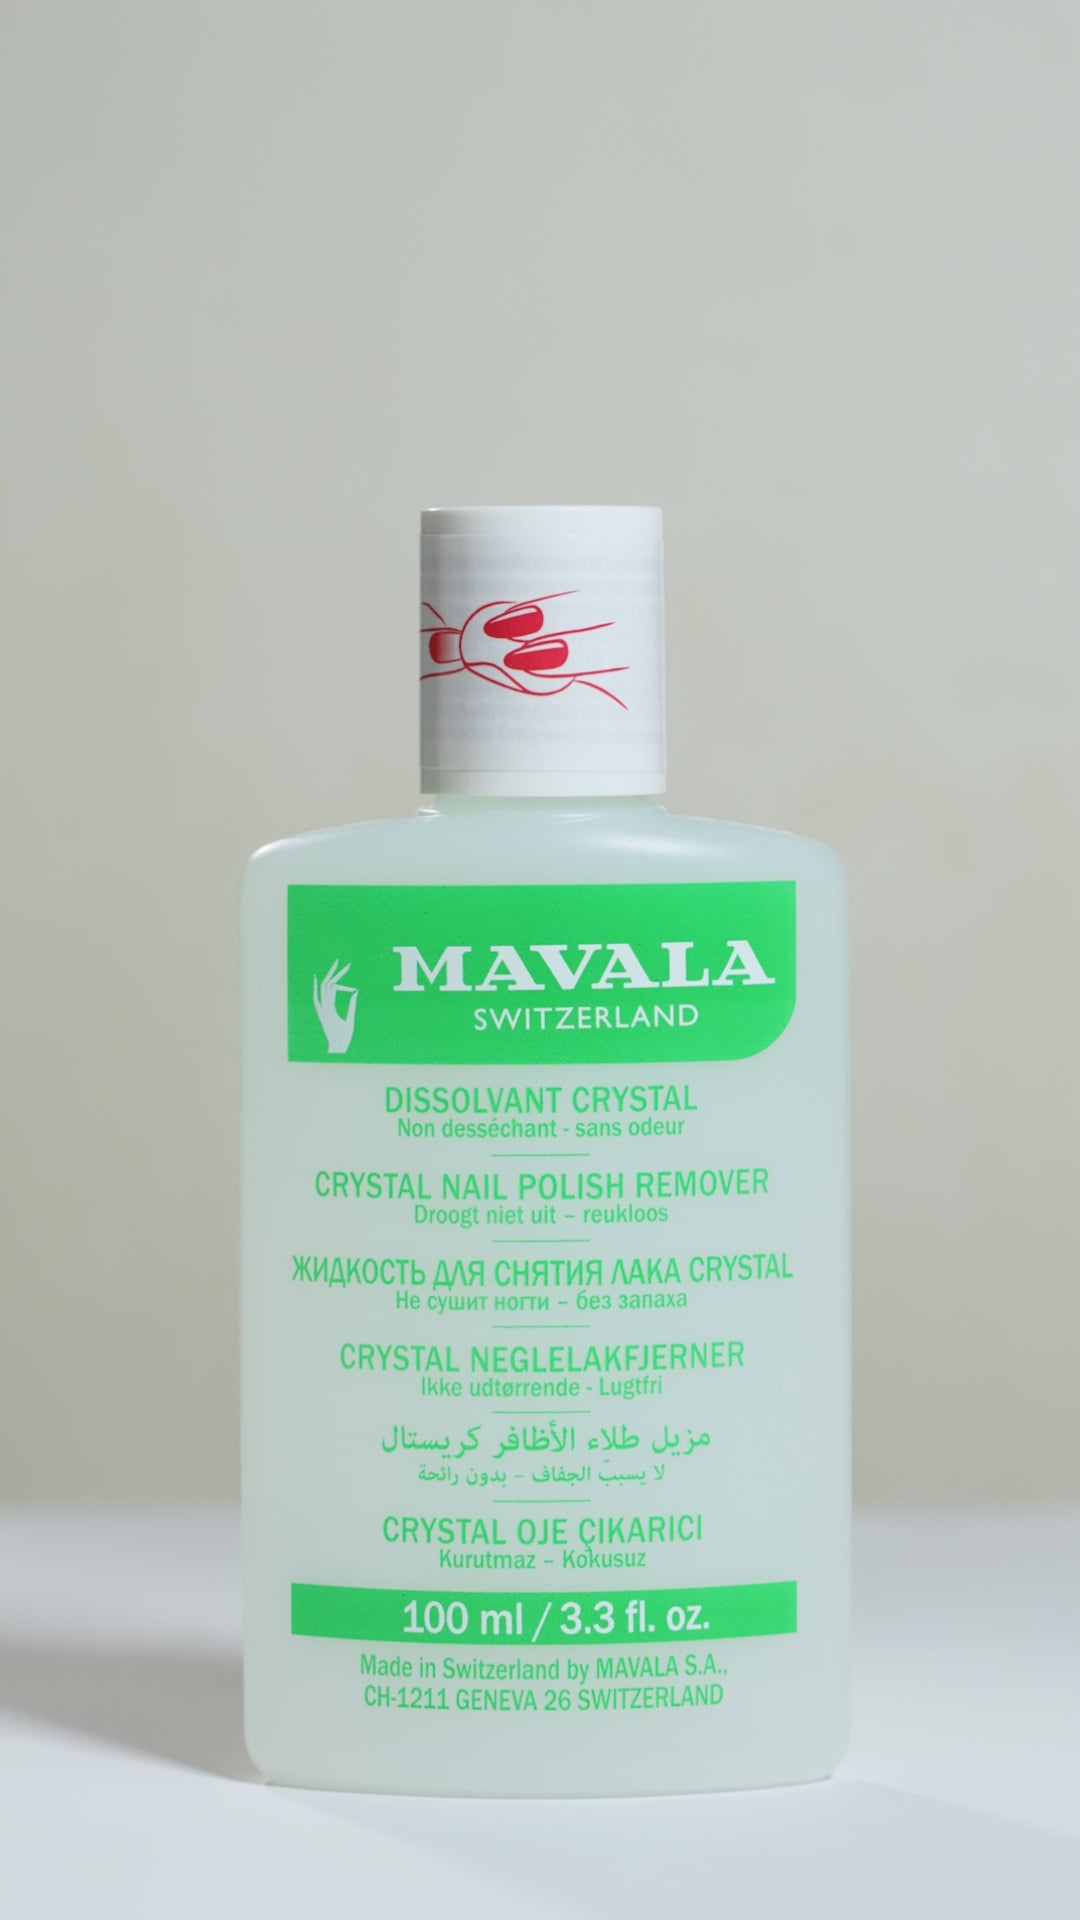 MAVALA
SWITZERLAND
DISSOLVANT CRYSTAL
Non desséchant - sans odeur
CRYSTAL NAIL POLISH REMOVER
Droogt niet uit – reukloos
ЖИДКОСТЬ ДЛЯ СНЯТИЯ ЛАКА CRYSTAL
Не сушит ногти – без запаха
CRYSTAL NEGLELAKFJERNER
Ikke udtørrende - Lugtfri
مزيل طلاء الأظافر كريستال
لا يسببّ الجفاف – بدون رائحة
CRYSTAL OJE ÇIKARICI
Kurutmaz – Kokusuz
100 ml / 3.3 fl. oz.
Made in Switzerland by MAVALA S.A.,
CH-1211 GENEVA 26 SWITZERLAND